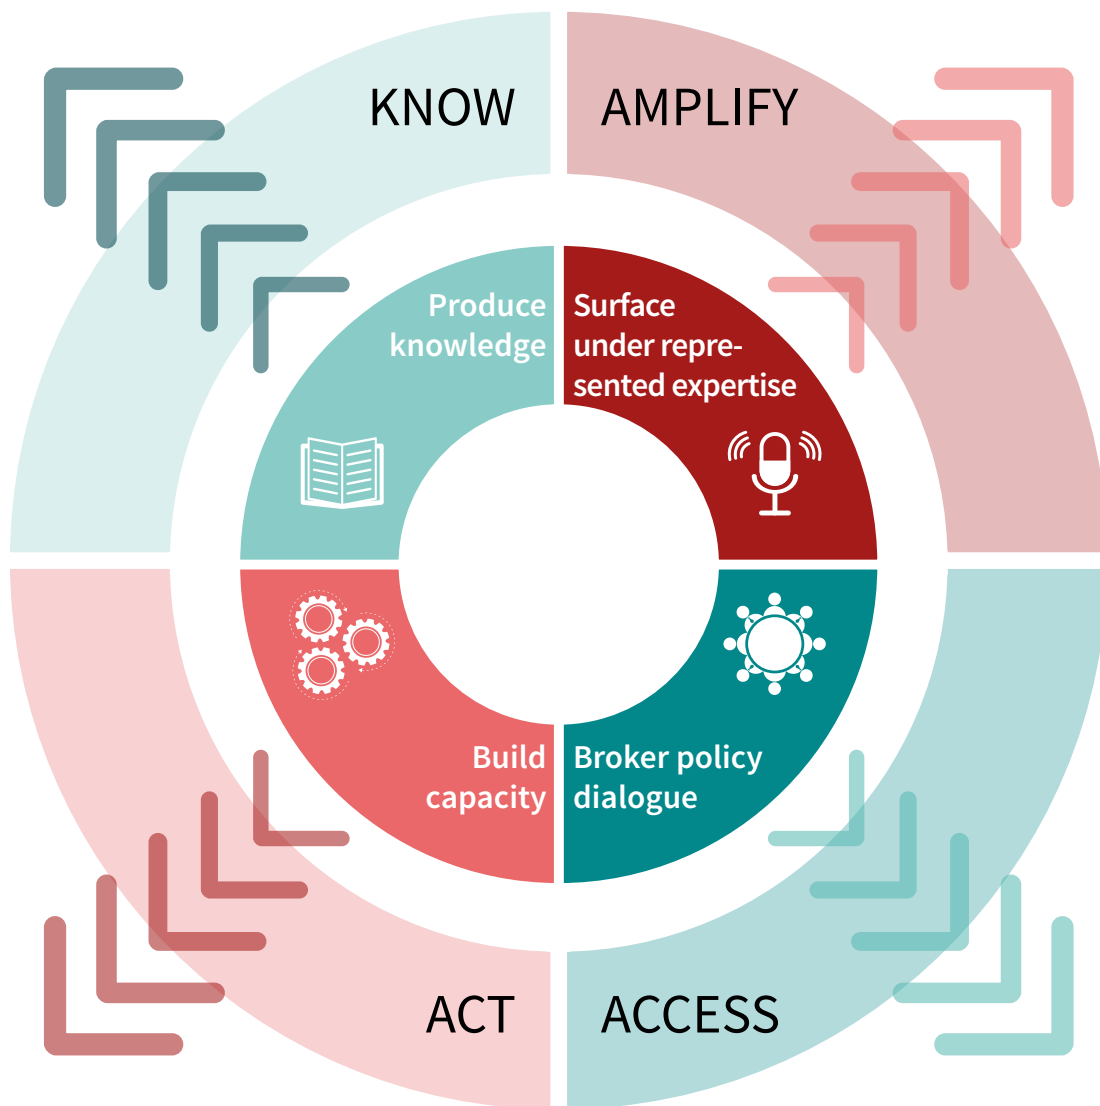 KNOW
AMPLIFY
Produce
knowledge
Surface
under repre-
sented expertise
Build
capacity
Broker policy
dialogue
ACT
ACCESS